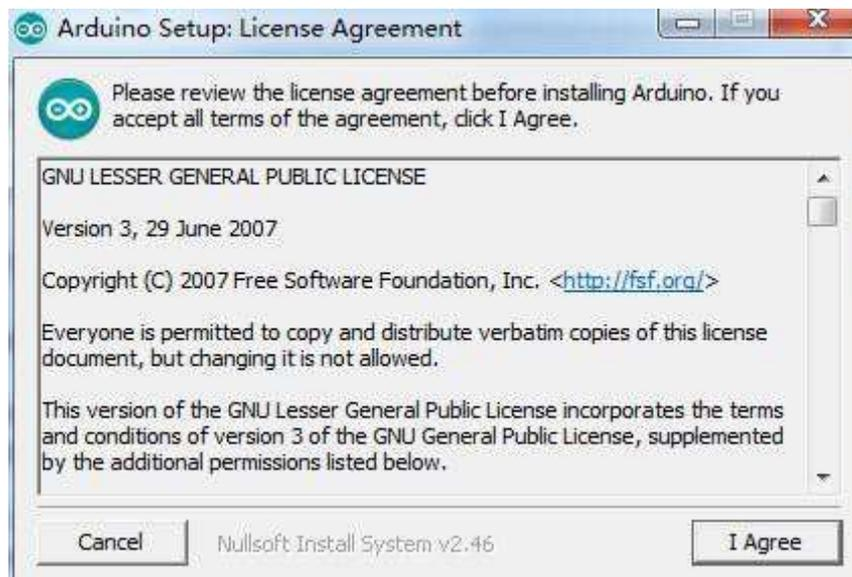 Arduino Setup: License Agreement
Please review the license agreement before installing Arduino. If you
accept all terms of the agreement, click I Agree.
GNU LESSER GENERAL PUBLIC LICENSE
Version 3, 29 June 2007
Copyright (C) 2007 Free Software Foundation, Inc. <http://fsf.org/>
Everyone is permitted to copy and distribute verbatim copies of this license
document, but changing it is not allowed.
This version of the GNU Lesser General Public License incorporates the terms
and conditions of version 3 of the GNU General Public License, supplemented
by the additional permissions listed below.
Cancel
Nullsoft Install System v2.46
I Agree